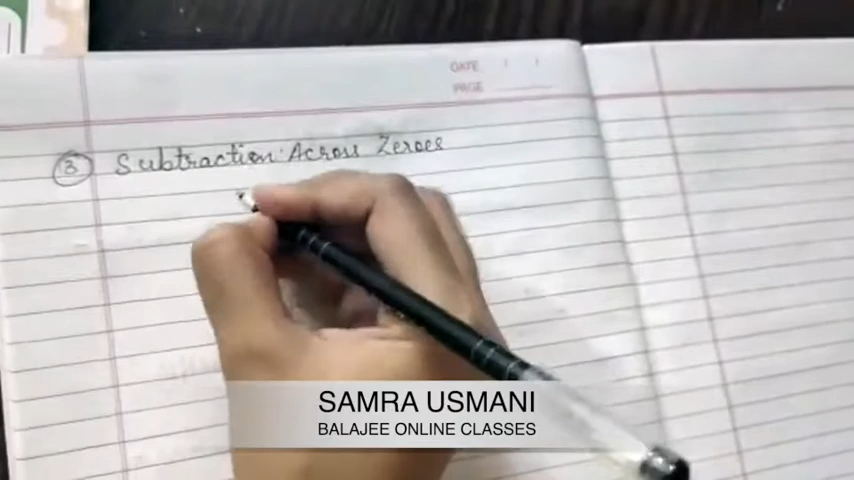 DATE
PAGE
3 Subtraction Across Zeroes
SAMRA USMANI
BALAJEE ONLINE CLASSES